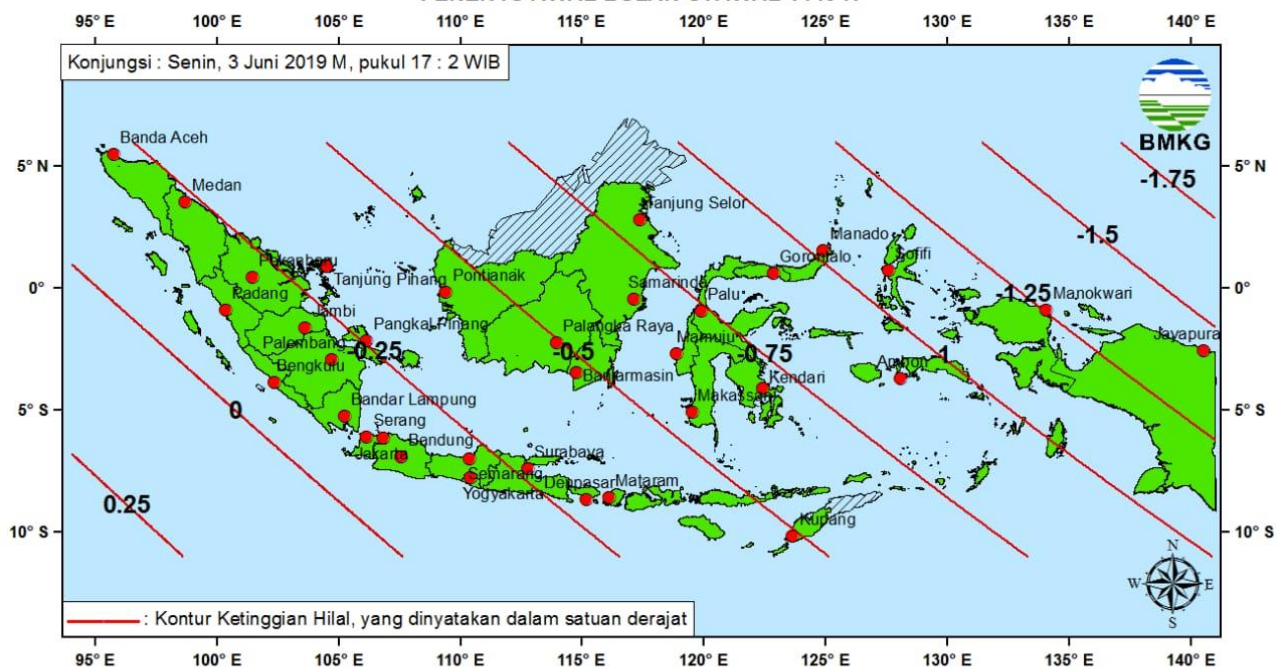 95° E 100° E 105° E 110° E 115° E 120° E 125° E 130° E 135° E 140° E
Konjungsi : Senin, 3 Juni 2019 M, pukul 17 : 2 WIB
BMKG
Banda Aceh
5° N
5° N
-1.75
Medan
Tanjung Selor
-1.5
Manado
Pekanbaru
Gorontalo
Sofifi
Tanjung Pinang
Pontianak
Samarinda
0°
0°
Padang
Palu
-1.25
Manokwari
Jambi
Pangkal Pinang
Palangka Raya
Mamuju
Jayapura
Palembang
-0.25
-0.5
-0.75
-1
Bengkulu
Banjarmasin
Kendari
Ambon
0
Bandar Lampung
Makassar
5° S
5° S
Serang
Bandung
Jakarta
Surabaya
Semarang
Yogyakarta
Denpasar
Mataram
0.25
Kupang
10° S
10° S
N
W E
S
: Kontur Ketinggian Hilal, yang dinyatakan dalam satuan derajat
95° E 100° E 105° E 110° E 115° E 120° E 125° E 130° E 135° E 140° E